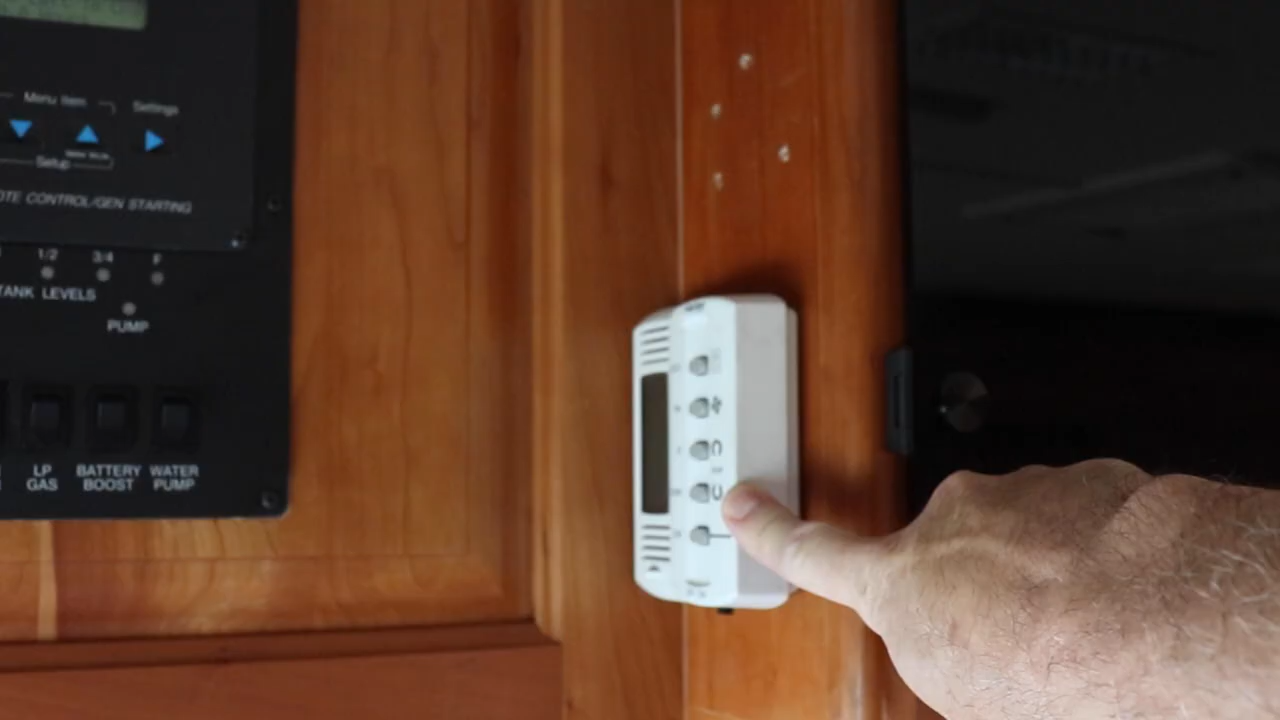 Menu Item
Settings
Setup
OTE CONTROL/GEN STARTING
1/2 3/4 F
TANK LEVELS
PUMP
LP GAS
BATTERY BOOST
WATER PUMP